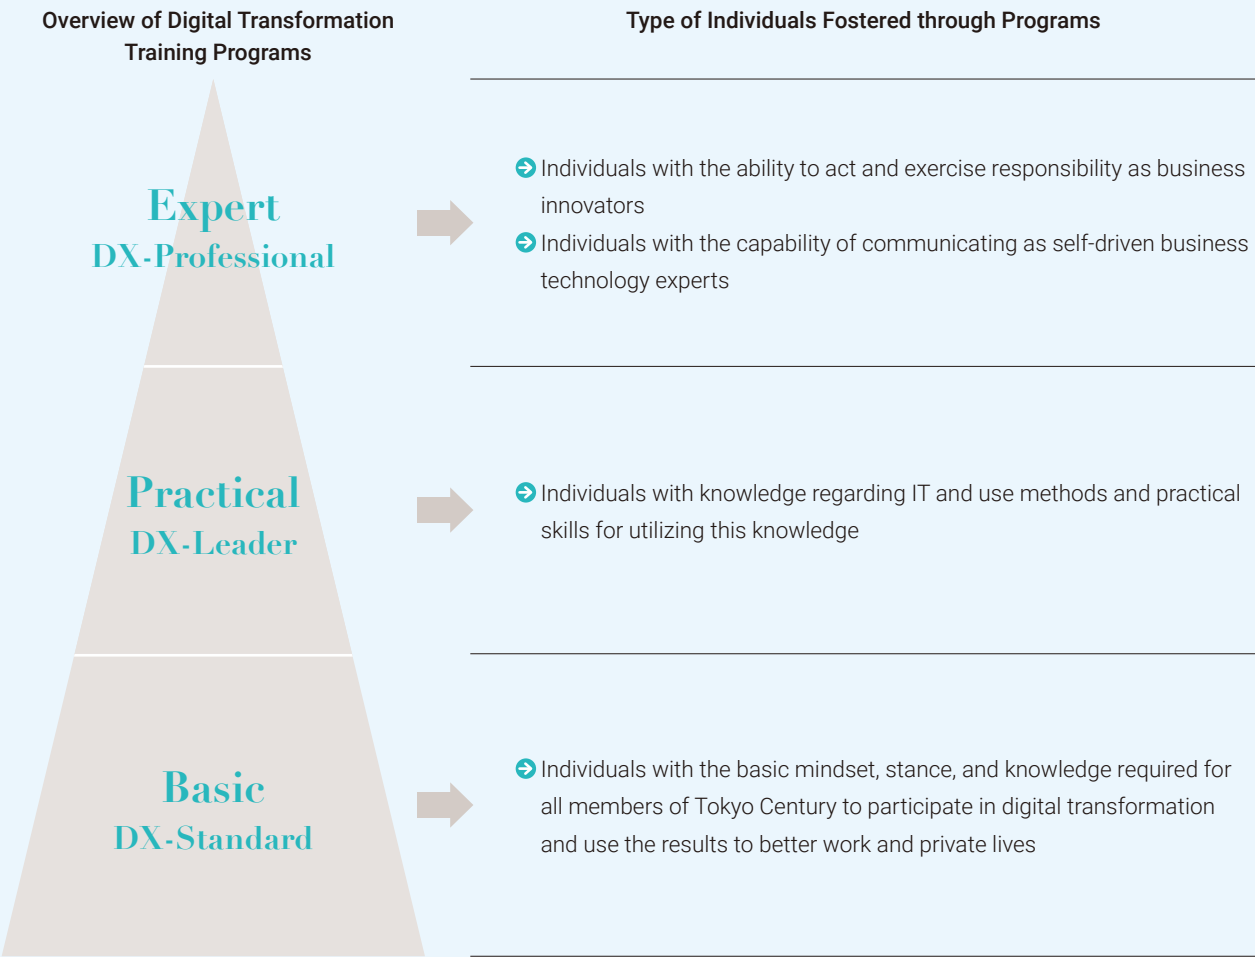 Overview of Digital Transformation
Training Programs
Type of Individuals Fostered through Programs
Expert
DX-Professional
Individuals with the ability to act and exercise responsibility as business
innovators
Individuals with the capability of communicating as self-driven business
technology experts
Practical
DX-Leader
Individuals with knowledge regarding IT and use methods and practical
skills for utilizing this knowledge
Basic
DX-Standard
Individuals with the basic mindset, stance, and knowledge required for
all members of Tokyo Century to participate in digital transformation
and use the results to better work and private lives